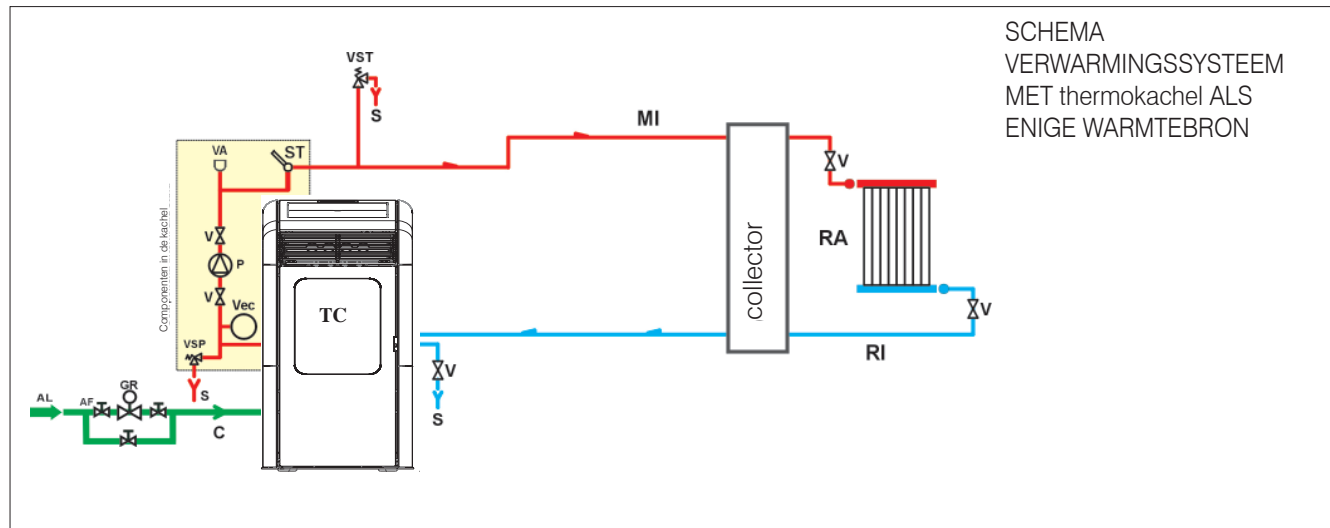 SCHEMA
VERWARMINGSSYSTEEM
MET thermokachel ALS
ENIGE WARMTEBRON
VST
S
MI
VA
ST
V
Componenten in de kachel
V
P
V
Vec
TC
collector
RA
VSP
V
RI
V
S
GR
AL
AF
S
C